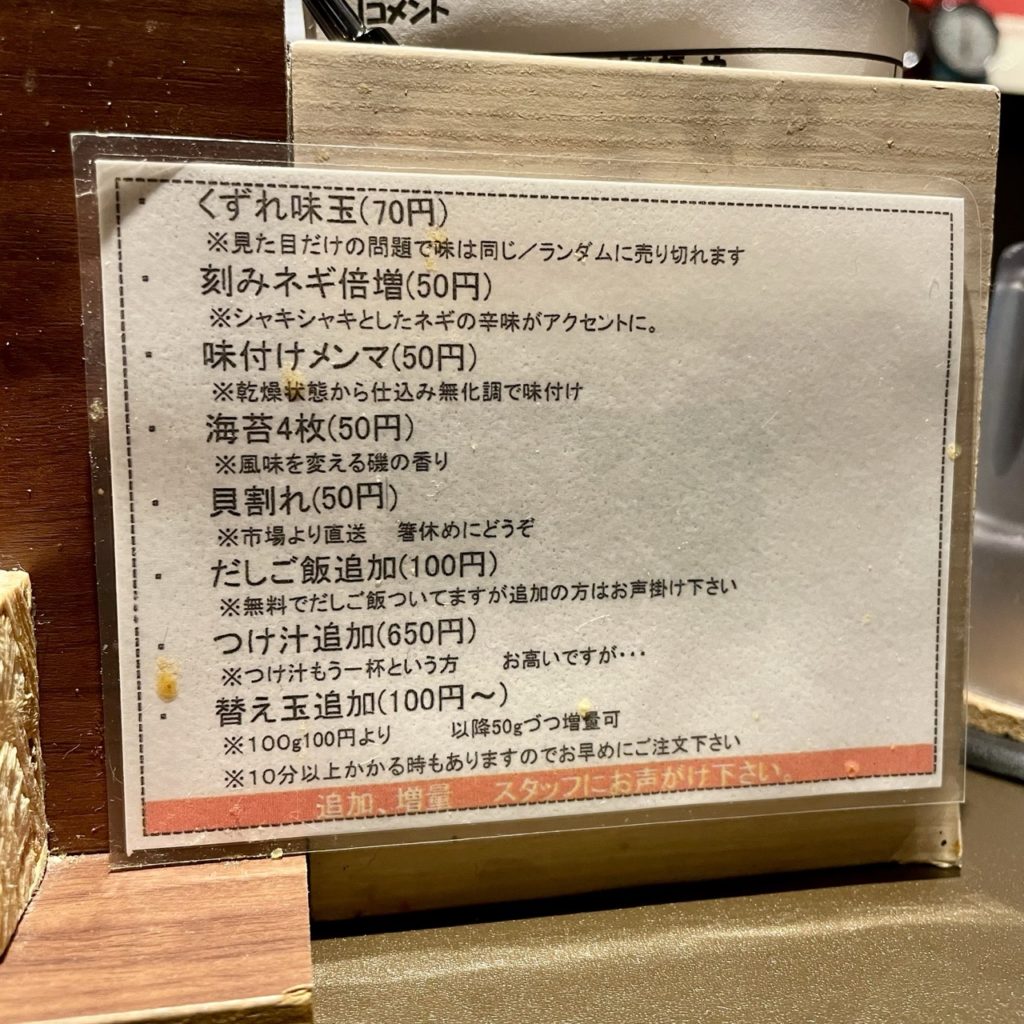 コメント
くずれ味玉(70円)
※見た目だけの問題で味は同じ/ランダムに売り切れます
刻みネギ倍増(50円)
※シャキシャキとしたネギの辛味がアクセントに。
味付けメンマ(50円)
※乾燥状態から仕込み無化調で味付け
海苔4枚(50円)
※風味を変える磯の香り
貝割れ(50円)
※市場より直送 箸休めにどうぞ
だしご飯追加(100円)
※無料でだしご飯ついてますが追加の方はお声掛け下さい
つけ汁追加(650円)
※つけ汁もう一杯という方 お高いですが・・・
替え玉追加(100円~)
※100g100円より 以降50gづつ増量可
※10分以上かかる時もありますのでお早めにご注文下さい
追加、増量 スタッフにお声がけ下さい。